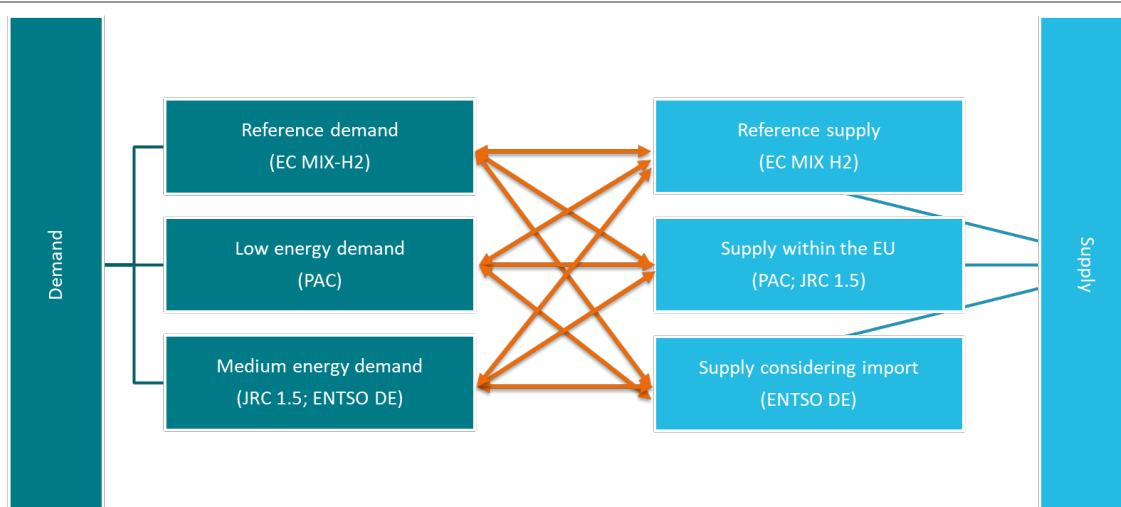 Demand
Reference demand
(EC MIX-H2)
Low energy demand
(PAC)
Medium energy demand
(JRC 1.5; ENTSO DE)
Reference supply
(EC MIX H2)
Supply within the EU
(PAC; JRC 1.5)
Supply considering import
(ENTSO DE)
Supply